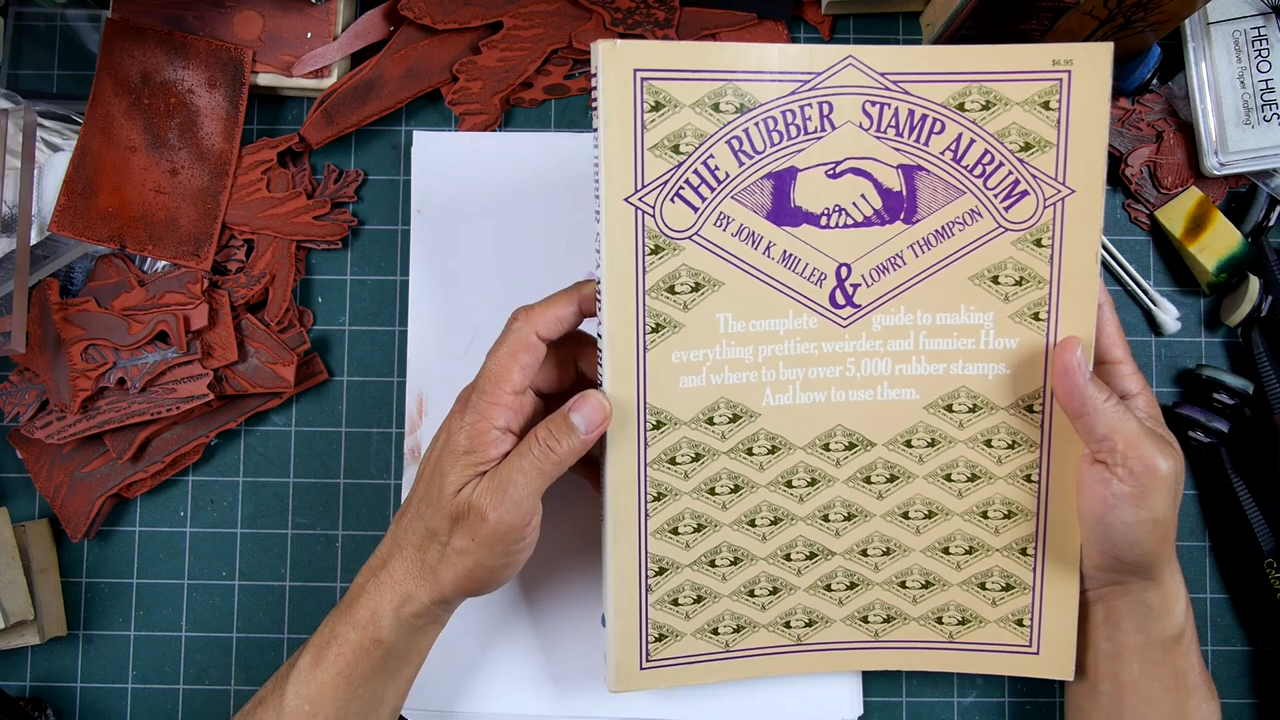 $6.95
THE RUBBER STAMP ALBUM
BY JONI K. MILLER
&
LOWRY THOMPSON
The complete guide to making
everything prettier, weirder, and funnier. How
and where to buy over 5,000 rubber stamps.
And how to use them.
HERO HUES
Creative Paper Crafting